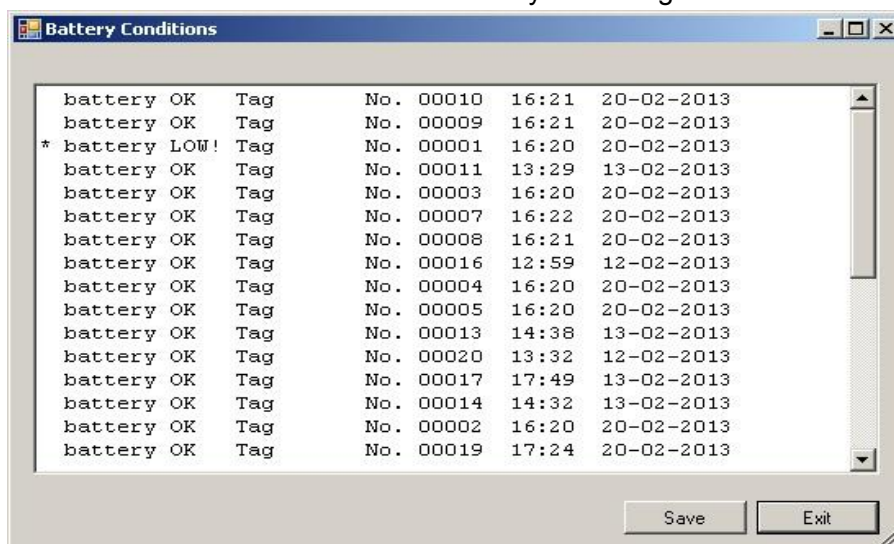 Battery Conditions
battery OK Tag No. 00010 16:21 20-02-2013
battery OK Tag No. 00009 16:21 20-02-2013
* battery LOW! Tag No. 00001 16:20 20-02-2013
battery OK Tag No. 00011 13:29 13-02-2013
battery OK Tag No. 00003 16:20 20-02-2013
battery OK Tag No. 00007 16:22 20-02-2013
battery OK Tag No. 00008 16:21 20-02-2013
battery OK Tag No. 00016 12:59 12-02-2013
battery OK Tag No. 00004 16:20 20-02-2013
battery OK Tag No. 00005 16:20 20-02-2013
battery OK Tag No. 00013 14:38 13-02-2013
battery OK Tag No. 00020 13:32 12-02-2013
battery OK Tag No. 00017 17:49 13-02-2013
battery OK Tag No. 00014 14:32 13-02-2013
battery OK Tag No. 00002 16:20 20-02-2013
battery OK Tag No. 00019 17:24 20-02-2013
Save Exit